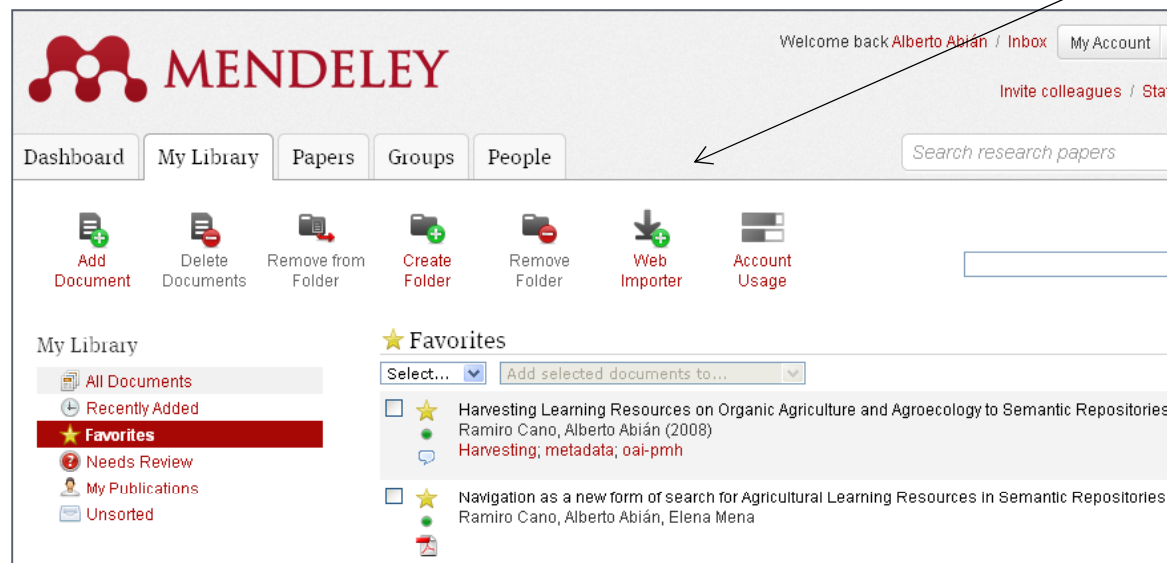 MENDELEY
Welcome back Alberto Abián / Inbox My Account
Invite colleagues / Sta
Dashboard My Library Papers Groups People Search research papers
Add Document
Delete Documents
Remove from Folder
Create Folder
Remove Folder
Web Importer
Account Usage
My Library
All Documents
Recently Added
Favorites
Needs Review
My Publications
Unsorted
Favorites
Select... Add selected documents to...
Harvesting Learning Resources on Organic Agriculture and Agroecology to Semantic Repositories
Ramiro Cano, Alberto Abián (2008)
Harvesting; metadata; oai-pmh
Navigation as a new form of search for Agricultural Learning Resources in Semantic Repositories
Ramiro Cano, Alberto Abián, Elena Mena